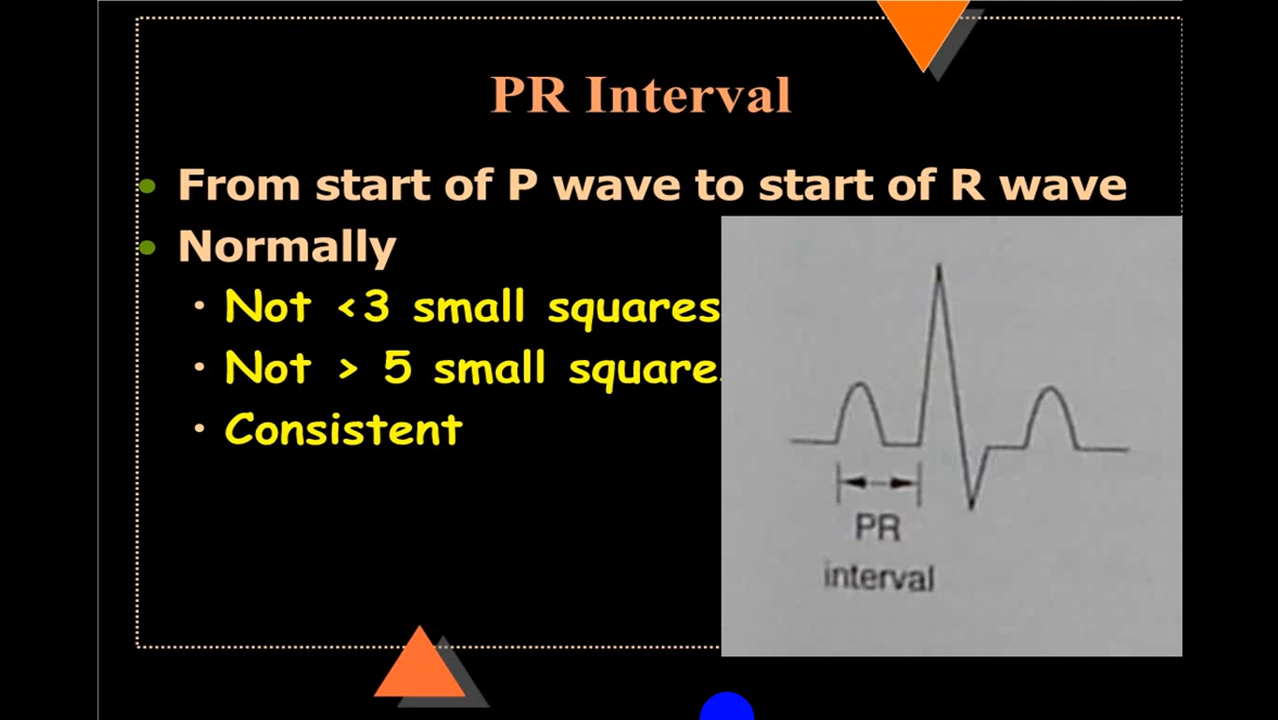 PR Interval
• From start of P wave to start of R wave
• Normally
• Not <3 small squares
• Not > 5 small square
• Consistent
PR
interval